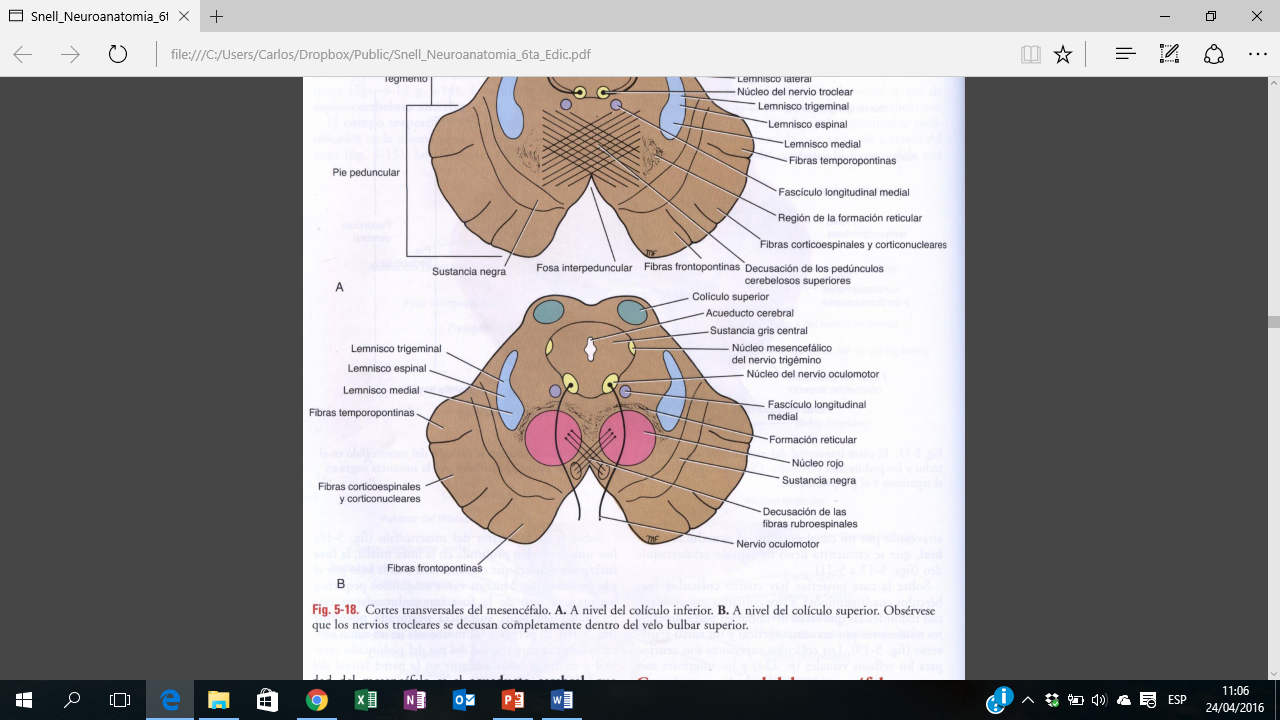 Snell_Neuroanatomia_6t
file:///C:/Users/Carlos/Dropbox/Public/Snell_Neuroanatomia_6ta_Edic.pdf
Tegmento
Lemnisco lateral
Núcleo del nervio troclear
Lemnisco trigeminal
Lemnisco espinal
Lemnisco medial
Fibras temporopontinas
Pie peduncular
Fascículo longitudinal medial
Región de la formación reticular
Fibras corticoespinales y corticonucleares
Sustancia negra
Fosa interpeduncular
Fibras frontopontinas
Decusación de los pedúnculos
cerebelosos superiores
A
Colículo superior
Acueducto cerebral
Sustancia gris central
Núcleo mesencefálico
del nervio trigémino
Núcleo del nervio oculomotor
Fascículo longitudinal
medial
Formación reticular
Núcleo rojo
Sustancia negra
Decusación de las
fibras rubroespinales
Nervio oculomotor
Lemnisco trigeminal
Lemnisco espinal
Lemnisco medial
Fibras temporopontinas
Fibras corticoespinales
y corticonucleares
Fibras frontopontinas
B
Fig. 5-18. Cortes transversales del mesencéfalo. A. A nivel del colículo inferior. B. A nivel del colículo superior. Obsérvese
que los nervios trocleares se decusan completamente dentro del velo bulbar superior.
ESP
11:06
24/04/2016